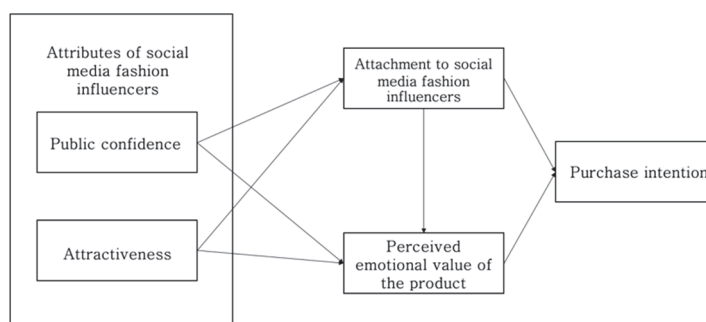 Attributes of social
media fashion
influencers
Public confidence
Attractiveness
Attachment to social
media fashion
influencers
Perceived
emotional value of
the product
Purchase intention